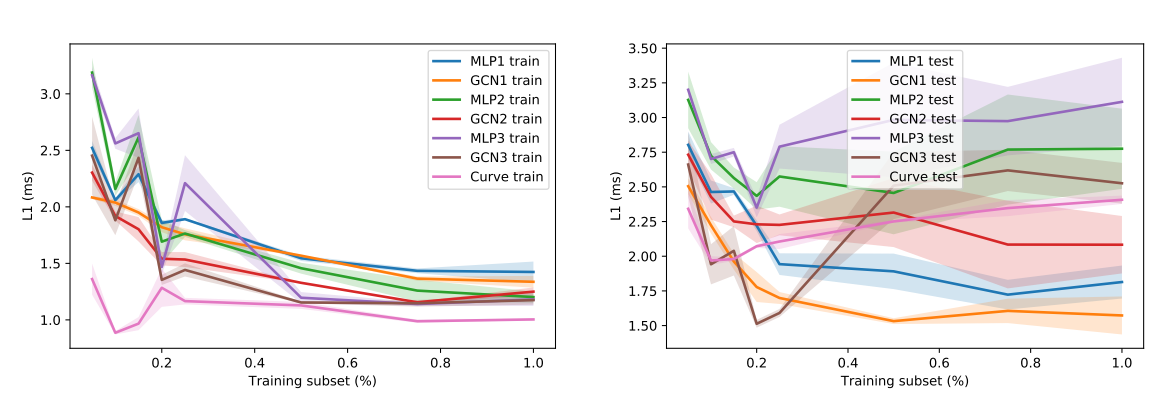 L1 (ms)
3.0
2.5
2.0
1.5
1.0
0.2
0.4
0.6
0.8
1.0
Training subset (%)
MLP1 train
GCN1 train
MLP2 train
GCN2 train
MLP3 train
GCN3 train
Curve train
L1 (ms)
3.50
3.25
3.00
2.75
2.50
2.25
2.00
1.75
1.50
0.2
0.4
0.6
0.8
1.0
Training subset (%)
MLP1 test
GCN1 test
MLP2 test
GCN2 test
MLP3 test
GCN3 test
Curve test